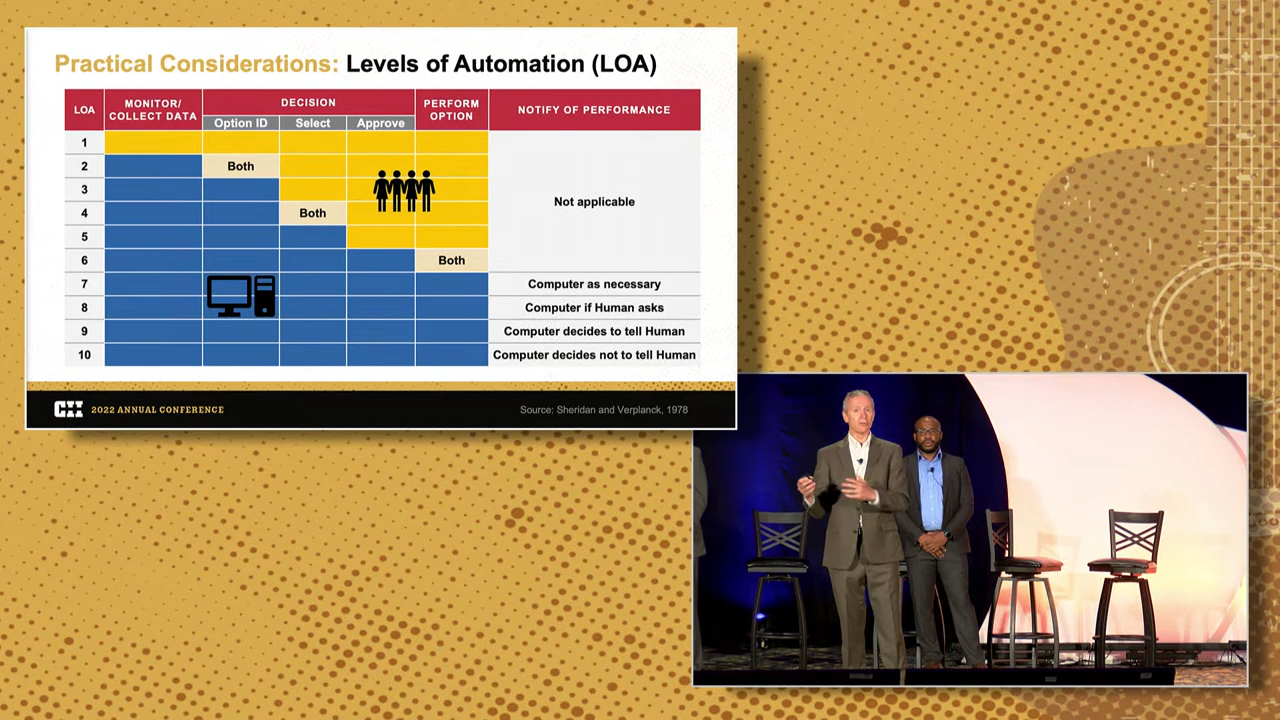 Practical Considerations: Levels of Automation (LOA)
LOA
MONITOR/
COLLECT DATA
DECISION
PERFORM
OPTION
NOTIFY OF PERFORMANCE
Option ID
Select
Approve
1
2
Both
3
Not applicable
4
Both
5
6
Both
7
Computer as necessary
8
Computer if Human asks
9
Computer decides to tell Human
10
Computer decides not to tell Human
CII
2022 ANNUAL CONFERENCE
Source: Sheridan and Verplanck, 1978